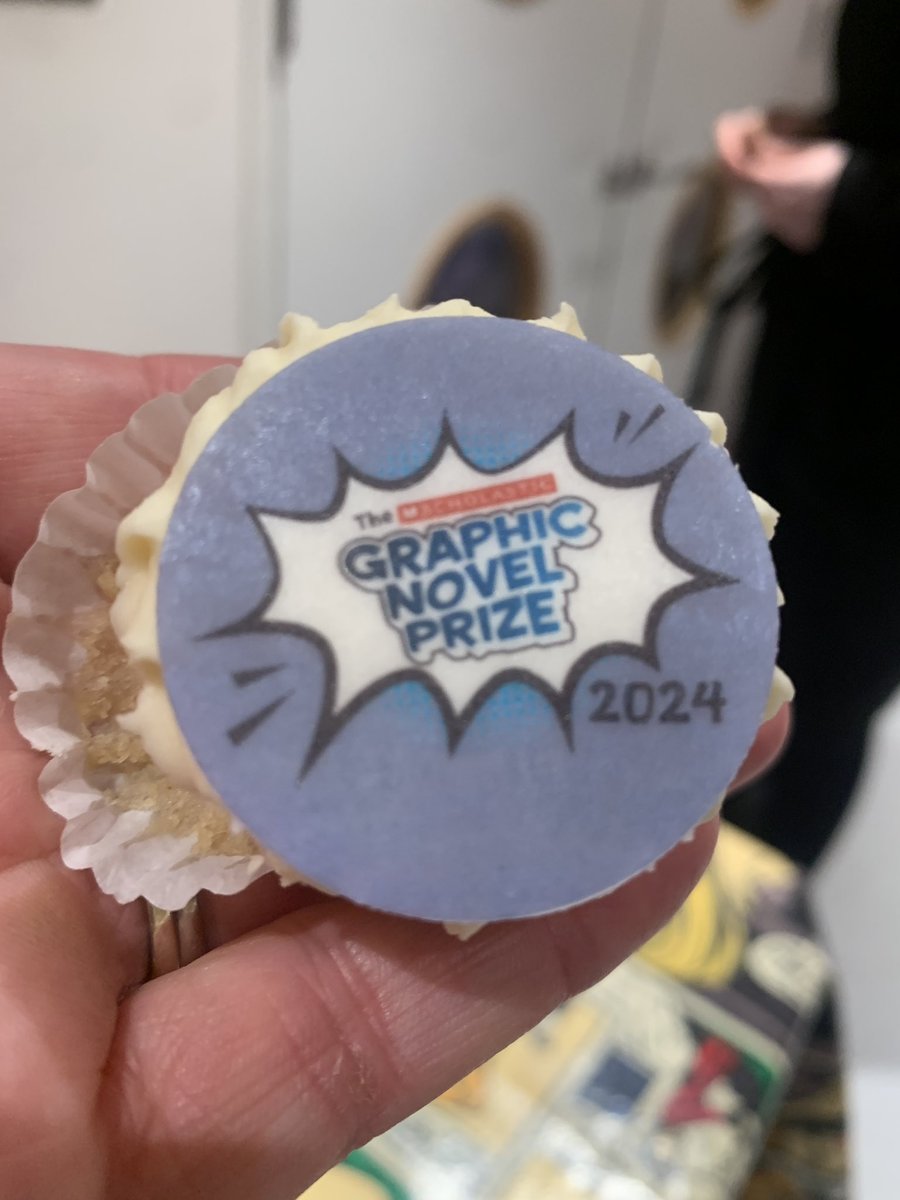 The SCHOLASTIC
GRAPHIC
NOVEL
PRIZE
2024